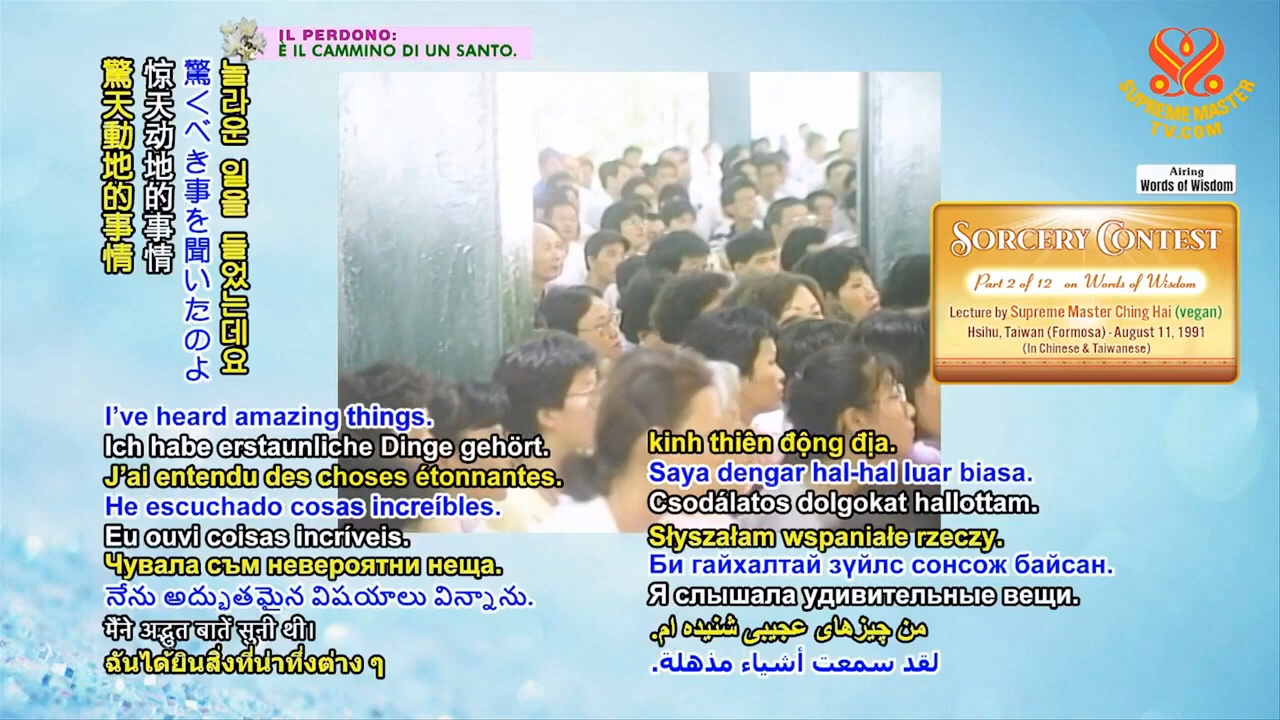 IL PERDONO:
È IL CAMMINO DI UN SANTO.
SUPREME MASTER
TV.COM
Airing
Words of Wisdom
SORCERY CONTEST
Part 2 of 12 on Words of Wisdom
Lecture by Supreme Master Ching Hai (vegan)
Hsihu, Taiwan (Formosa) - August 11, 1991
(In Chinese & Taiwanese)
驚天動地的事情
惊天动地的事情
驚くべき事を聞いたのよ
놀라운 일을 들었는데요
I've heard amazing things.
Ich habe erstaunliche Dinge gehört.
J'ai entendu des choses étonnantes.
He escuchado cosas increíbles.
Eu ouvi coisas incríveis.
Чувала съм невероятни неща.
నేను అద్భుతమైన విషయాలు విన్నాను.
मैंने अद्भुत बातें सुनी थी।
ฉันได้ยินสิ่งที่น่าทึ่งต่าง ๆ
kinh thiên động địa.
Saya dengar hal-hal luar biasa.
Csodálatos dolgokat hallottam.
Słyszałam wspaniałe rzeczy.
Би гайхалтай зүйлс сонсож байсан.
Я слышала удивительные вещи.
من چیزهای عجیبی شنیده ام.
لقد سمعت أشياء مذهلة.